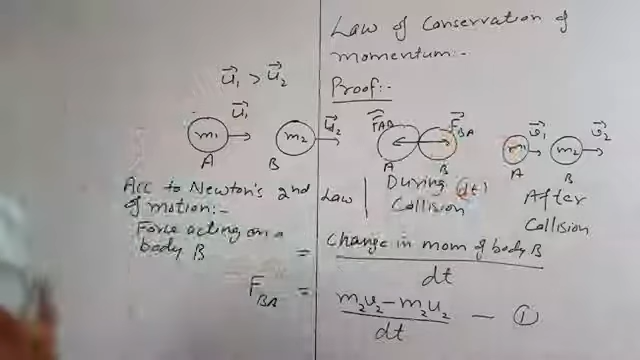 Law of Conservation of
momentum:-
Proof:-
u⃗₁ > u⃗₂
m₁ u⃗₁
A
m₂ u⃗₂
B
F⃗AB F⃗BA
A B
During (dt)
Collision
m₁ v⃗₁
A
m₂ v⃗₂
B
After
Collision
Acc to Newton's 2nd Law
of motion:-
Force acting on a
body B = change in mom of body B
dt
F_BA = m₂v₂ - m₂u₂ — ①
dt